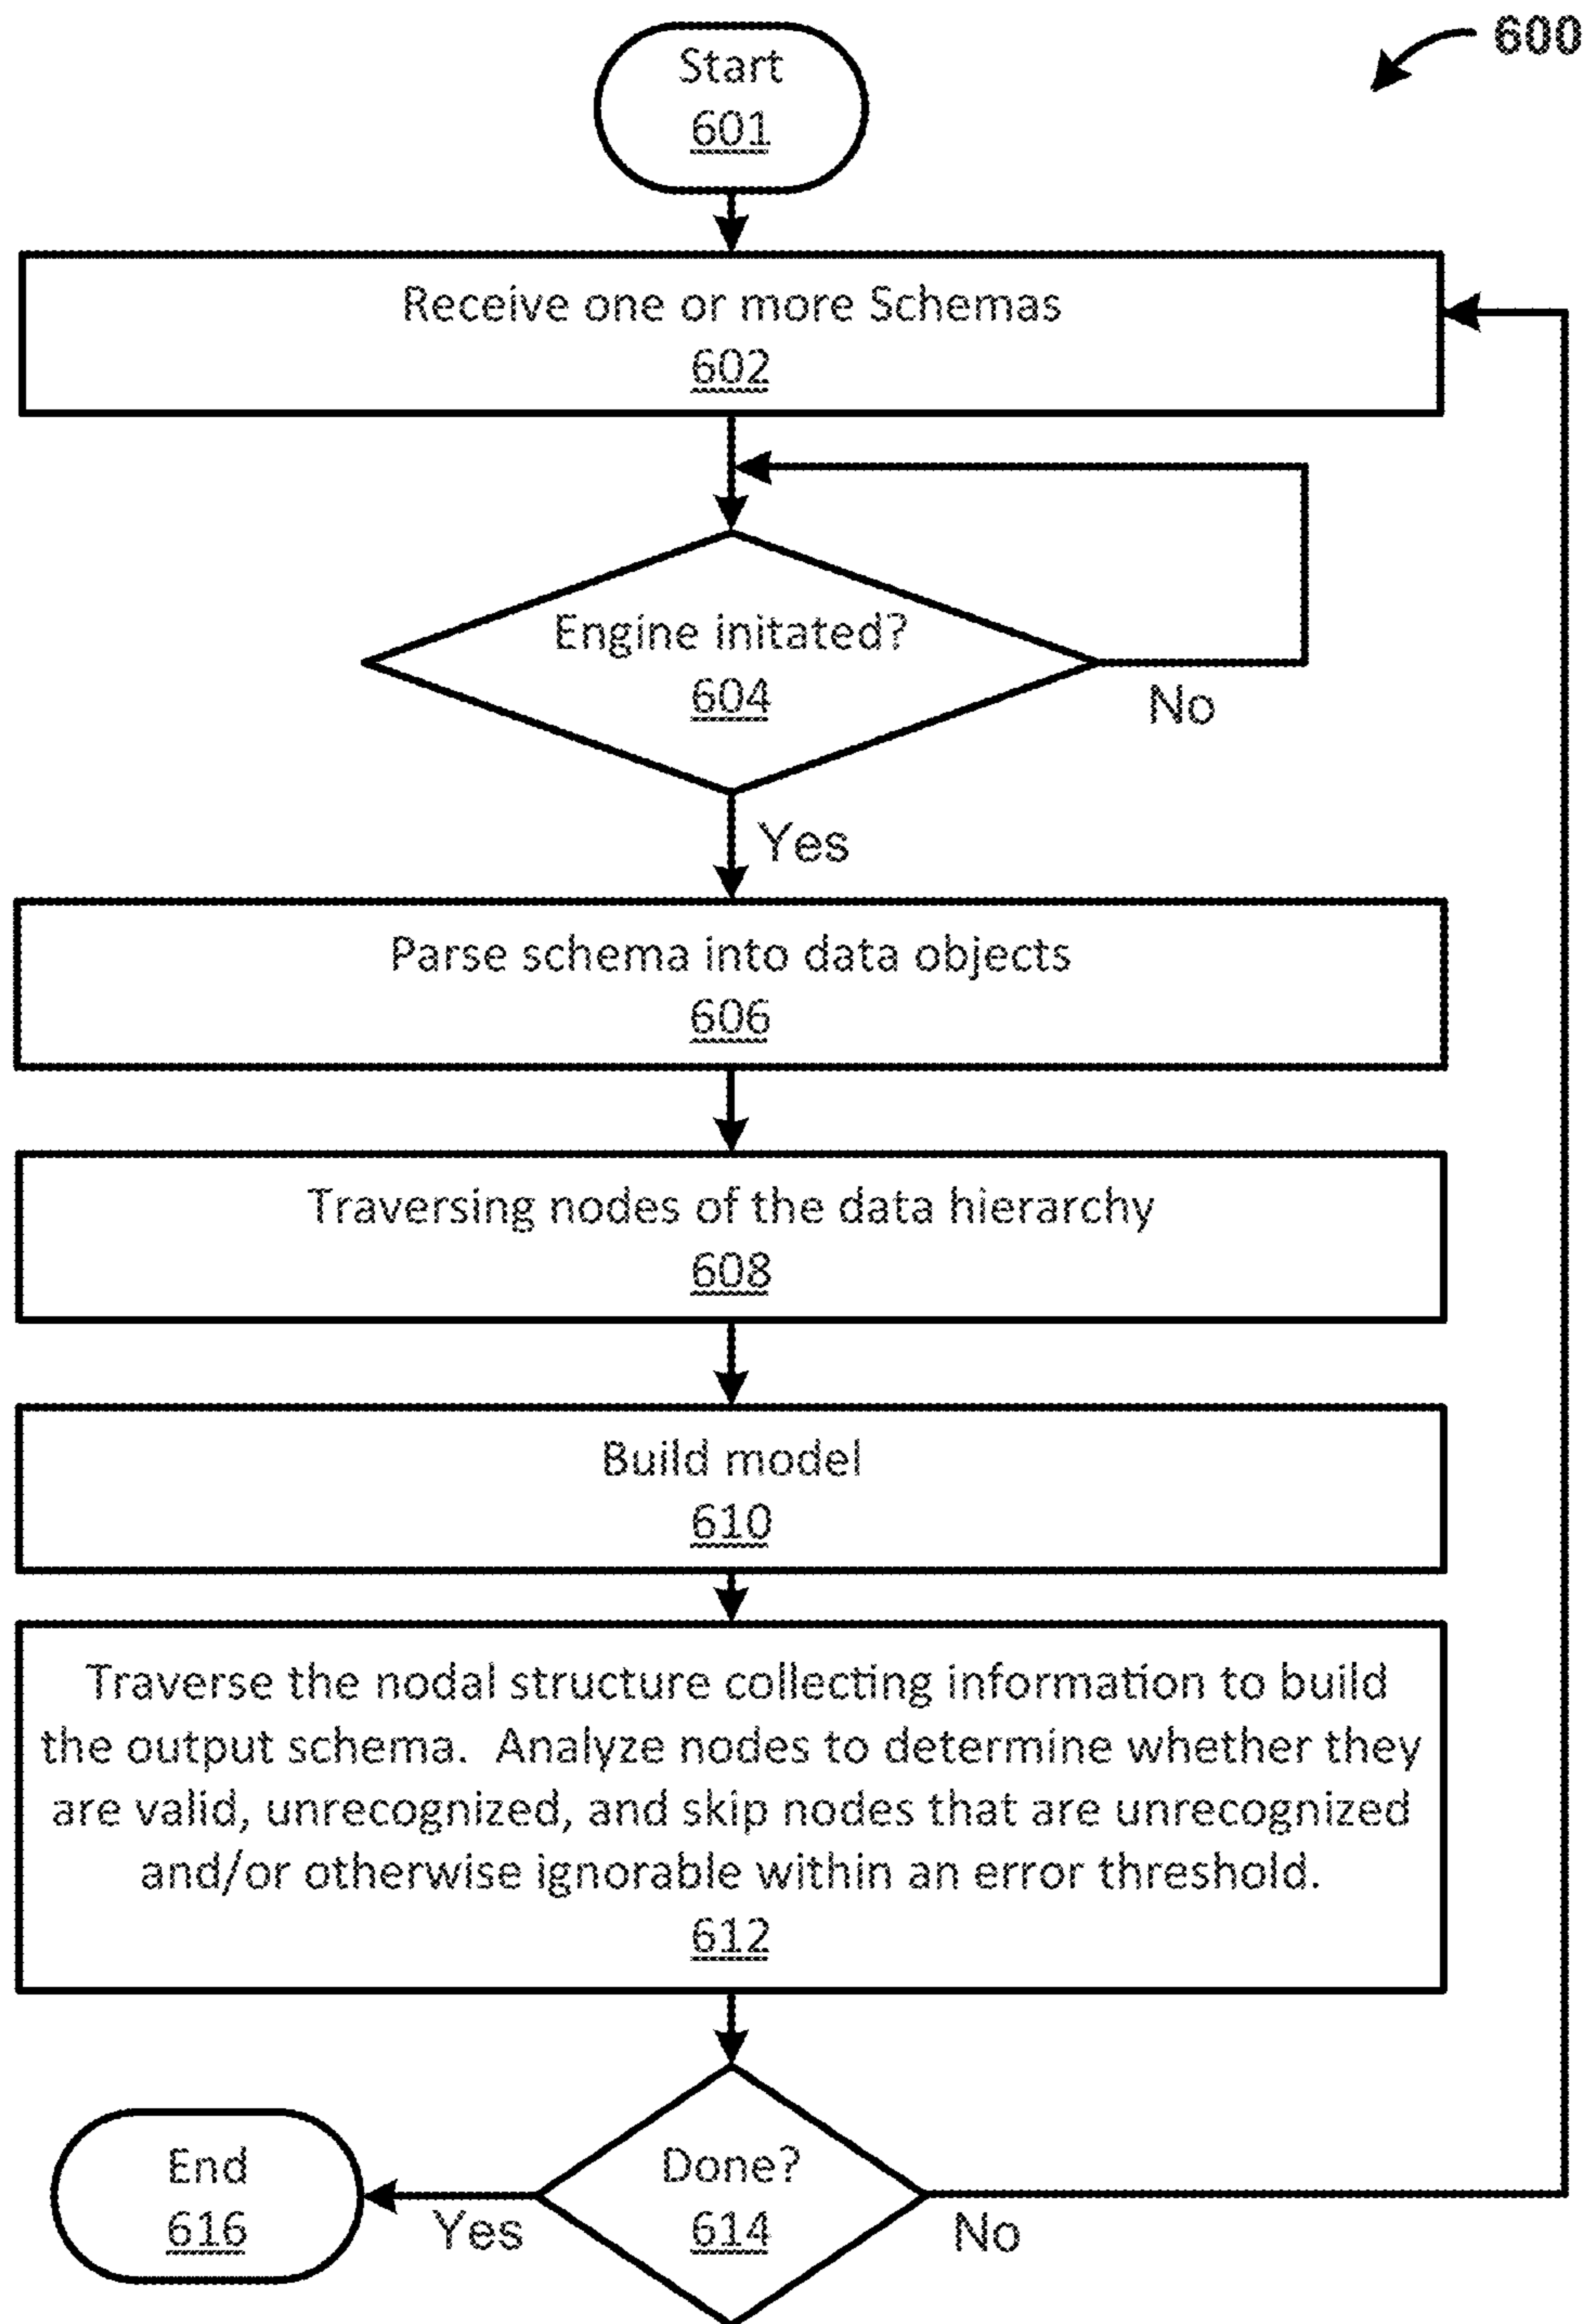 600
Start
601
Receive one or more Schemas
602
Engine initated?
604
No
Yes
Parse schema into data objects
606
Traversing nodes of the data hierarchy
608
Build model
610
Traverse the nodal structure collecting information to build
the output schema.  Analyze nodes to determine whether they
are valid, unrecognized, and skip nodes that are unrecognized
and/or otherwise ignorable within an error threshold.
612
End
616
Yes
Done?
614
No